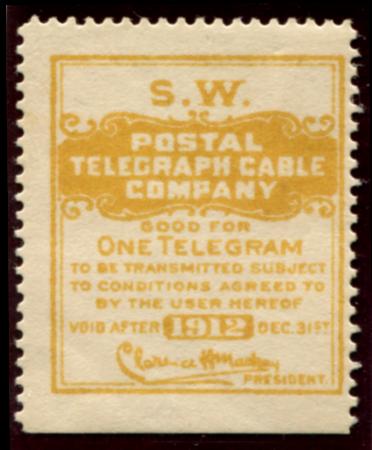 S.W.
POSTAL
TELEGRAPH CABLE
COMPANY
GOOD FOR
ONE TELEGRAM
TO BE TRANSMITTED SUBJECT
TO CONDITIONS AGREED TO
BY THE USER HEREOF
VOID AFTER 1912 DEC. 31ST
Clarence H Mackay
PRESIDENT.